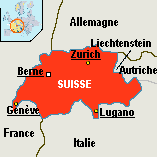 Allemagne
Liechtenstein
Zurich
Autriche
Berne
SUISSE
Genève
Lugano
France
Italie